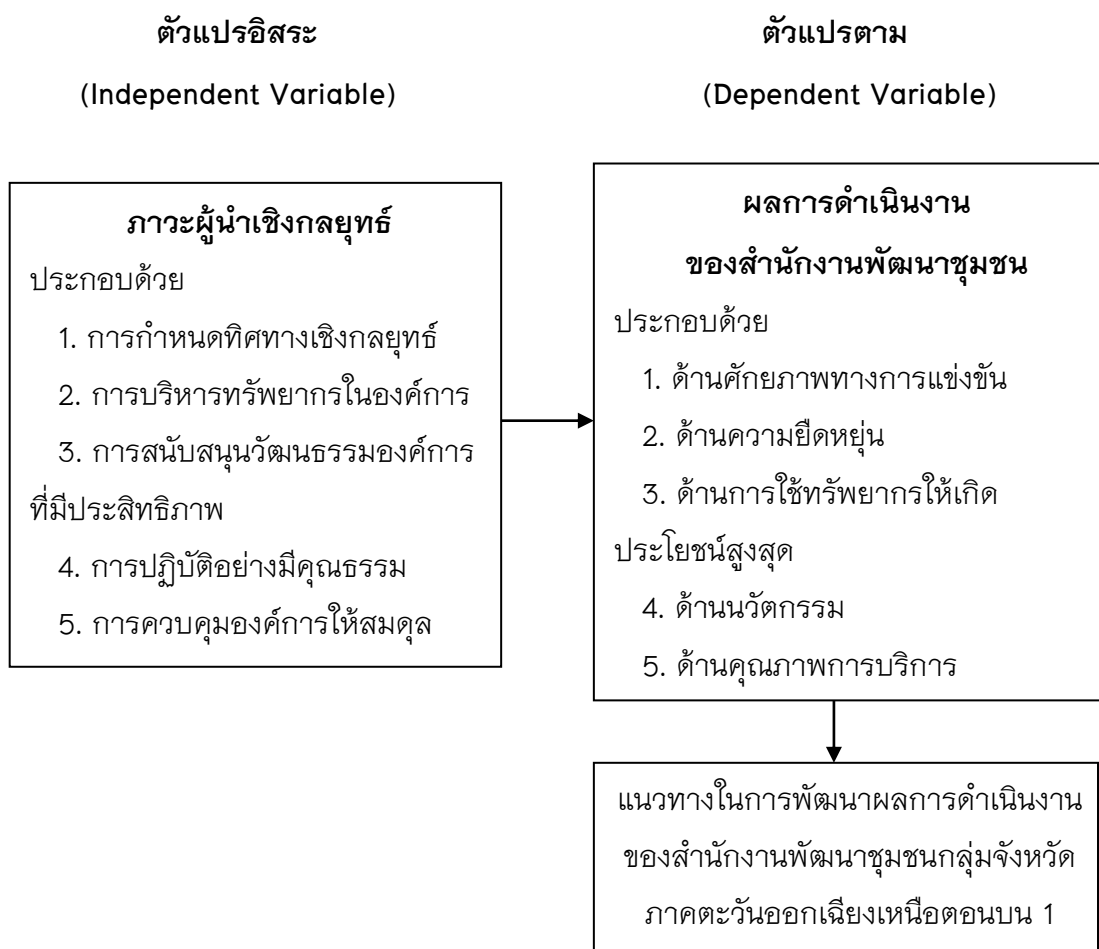 ตัวแปรอิสระ
(Independent Variable)
ภาวะผู้นำเชิงกลยุทธ์
ประกอบด้วย
1. การกำหนดทิศทางเชิงกลยุทธ์
2. การบริหารทรัพยากรในองค์การ
3. การสนับสนุนวัฒนธรรมองค์การ
ที่มีประสิทธิภาพ
4. การปฏิบัติอย่างมีคุณธรรม
5. การควบคุมองค์การให้สมดุล
ตัวแปรตาม
(Dependent Variable)
ผลการดำเนินงาน
ของสำนักงานพัฒนาชุมชน
ประกอบด้วย
1. ด้านศักยภาพทางการแข่งขัน
2. ด้านความยืดหยุ่น
3. ด้านการใช้ทรัพยากรให้เกิด
ประโยชน์สูงสุด
4. ด้านนวัตกรรม
5. ด้านคุณภาพการบริการ
แนวทางในการพัฒนาผลการดำเนินงาน
ของสำนักงานพัฒนาชุมชนกลุ่มจังหวัด
ภาคตะวันออกเฉียงเหนือตอนบน 1